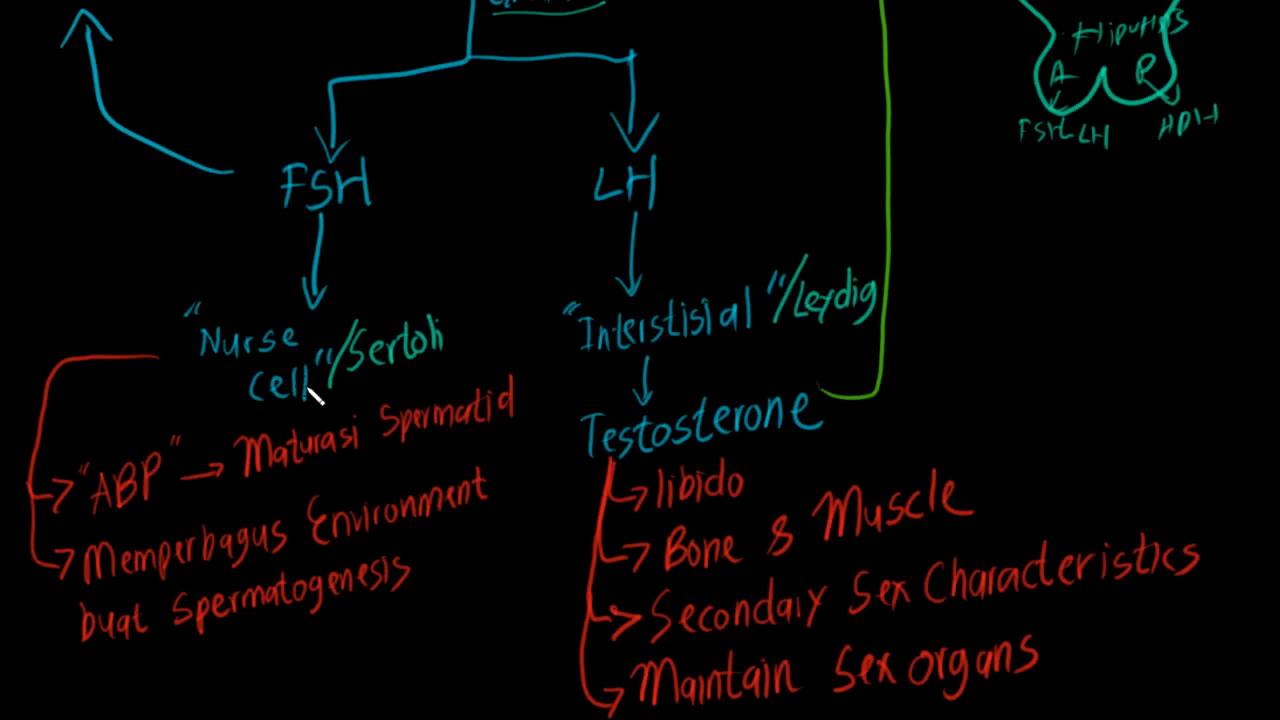 Hipofisis
A P
FSH LH
ADH
FSH
LH
"Nurse
Cell"/Sertoli
"Interstisial"/Leydig
Testosterone
"ABP" → Maturasi Spermatid
Memperbagus Environment
buat Spermatogenesis
libido
Bone & Muscle
Secondary Sex Characteristics
Maintain Sex organs